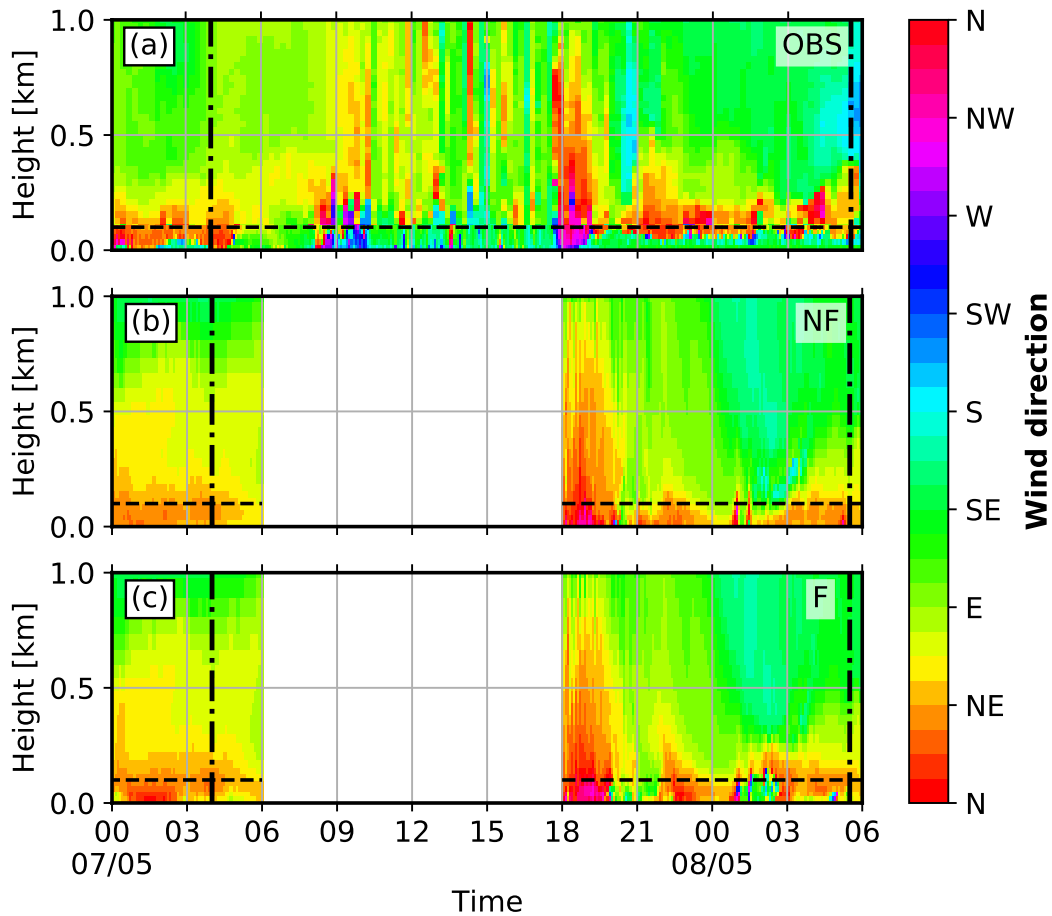 (a)
OBS
Height [km]
1.0
0.5
0.0
(b)
NF
Height [km]
1.0
0.5
0.0
(c)
F
Height [km]
1.0
0.5
0.0
00 03 06 09 12 15 18 21 00 03 06
07/05 08/05
Time
N
NW
W
SW
S
SE
E
NE
N
Wind direction